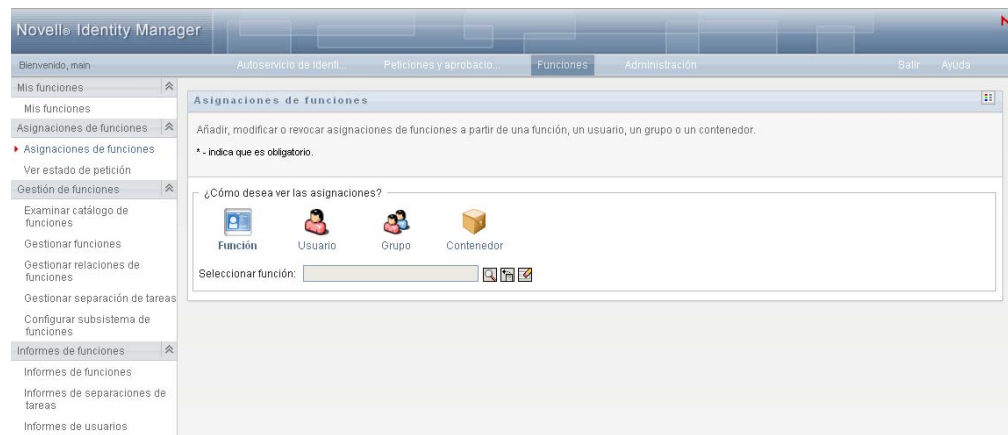 Novell® Identity Manager
N
Bienvenido, main
Autoservicio de Identi...
Peticiones y aprobacio...
Funciones
Administración
Salir
Ayuda
Mis funciones
Mis funciones
Asignaciones de funciones
Asignaciones de funciones
Ver estado de petición
Gestión de funciones
Examinar catálogo de
funciones
Gestionar funciones
Gestionar relaciones de
funciones
Gestionar separación de tareas
Configurar subsistema de
funciones
Informes de funciones
Informes de funciones
Informes de separaciones de
tareas
Informes de usuarios
Asignaciones de funciones
Añadir, modificar o revocar asignaciones de funciones a partir de una función, un usuario, un grupo o un contenedor.
* - indica que es obligatorio.
¿Cómo desea ver las asignaciones?
Función
Usuario
Grupo
Contenedor
Seleccionar función: